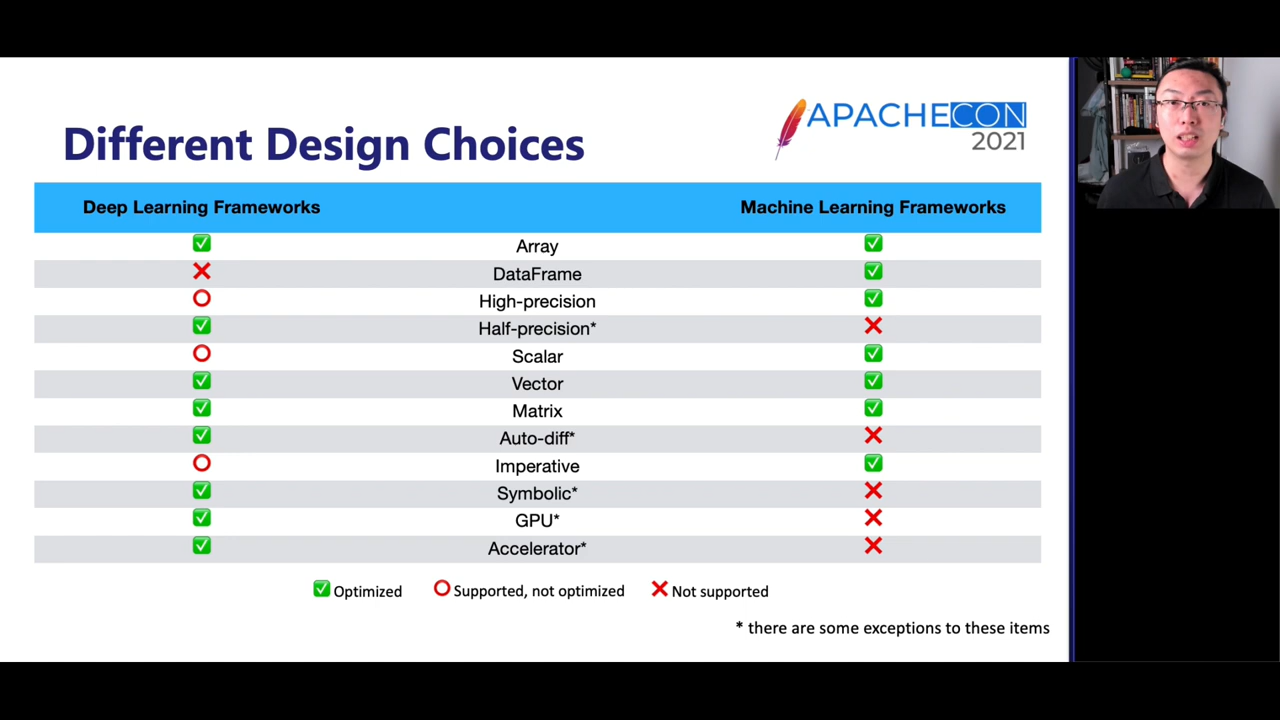 APACHECON
2021
Different Design Choices
Deep Learning Frameworks
Machine Learning Frameworks
Array
DataFrame
High-precision
Half-precision*
Scalar
Vector
Matrix
Auto-diff*
Imperative
Symbolic*
GPU*
Accelerator*
Optimized
Supported, not optimized
Not supported
* there are some exceptions to these items